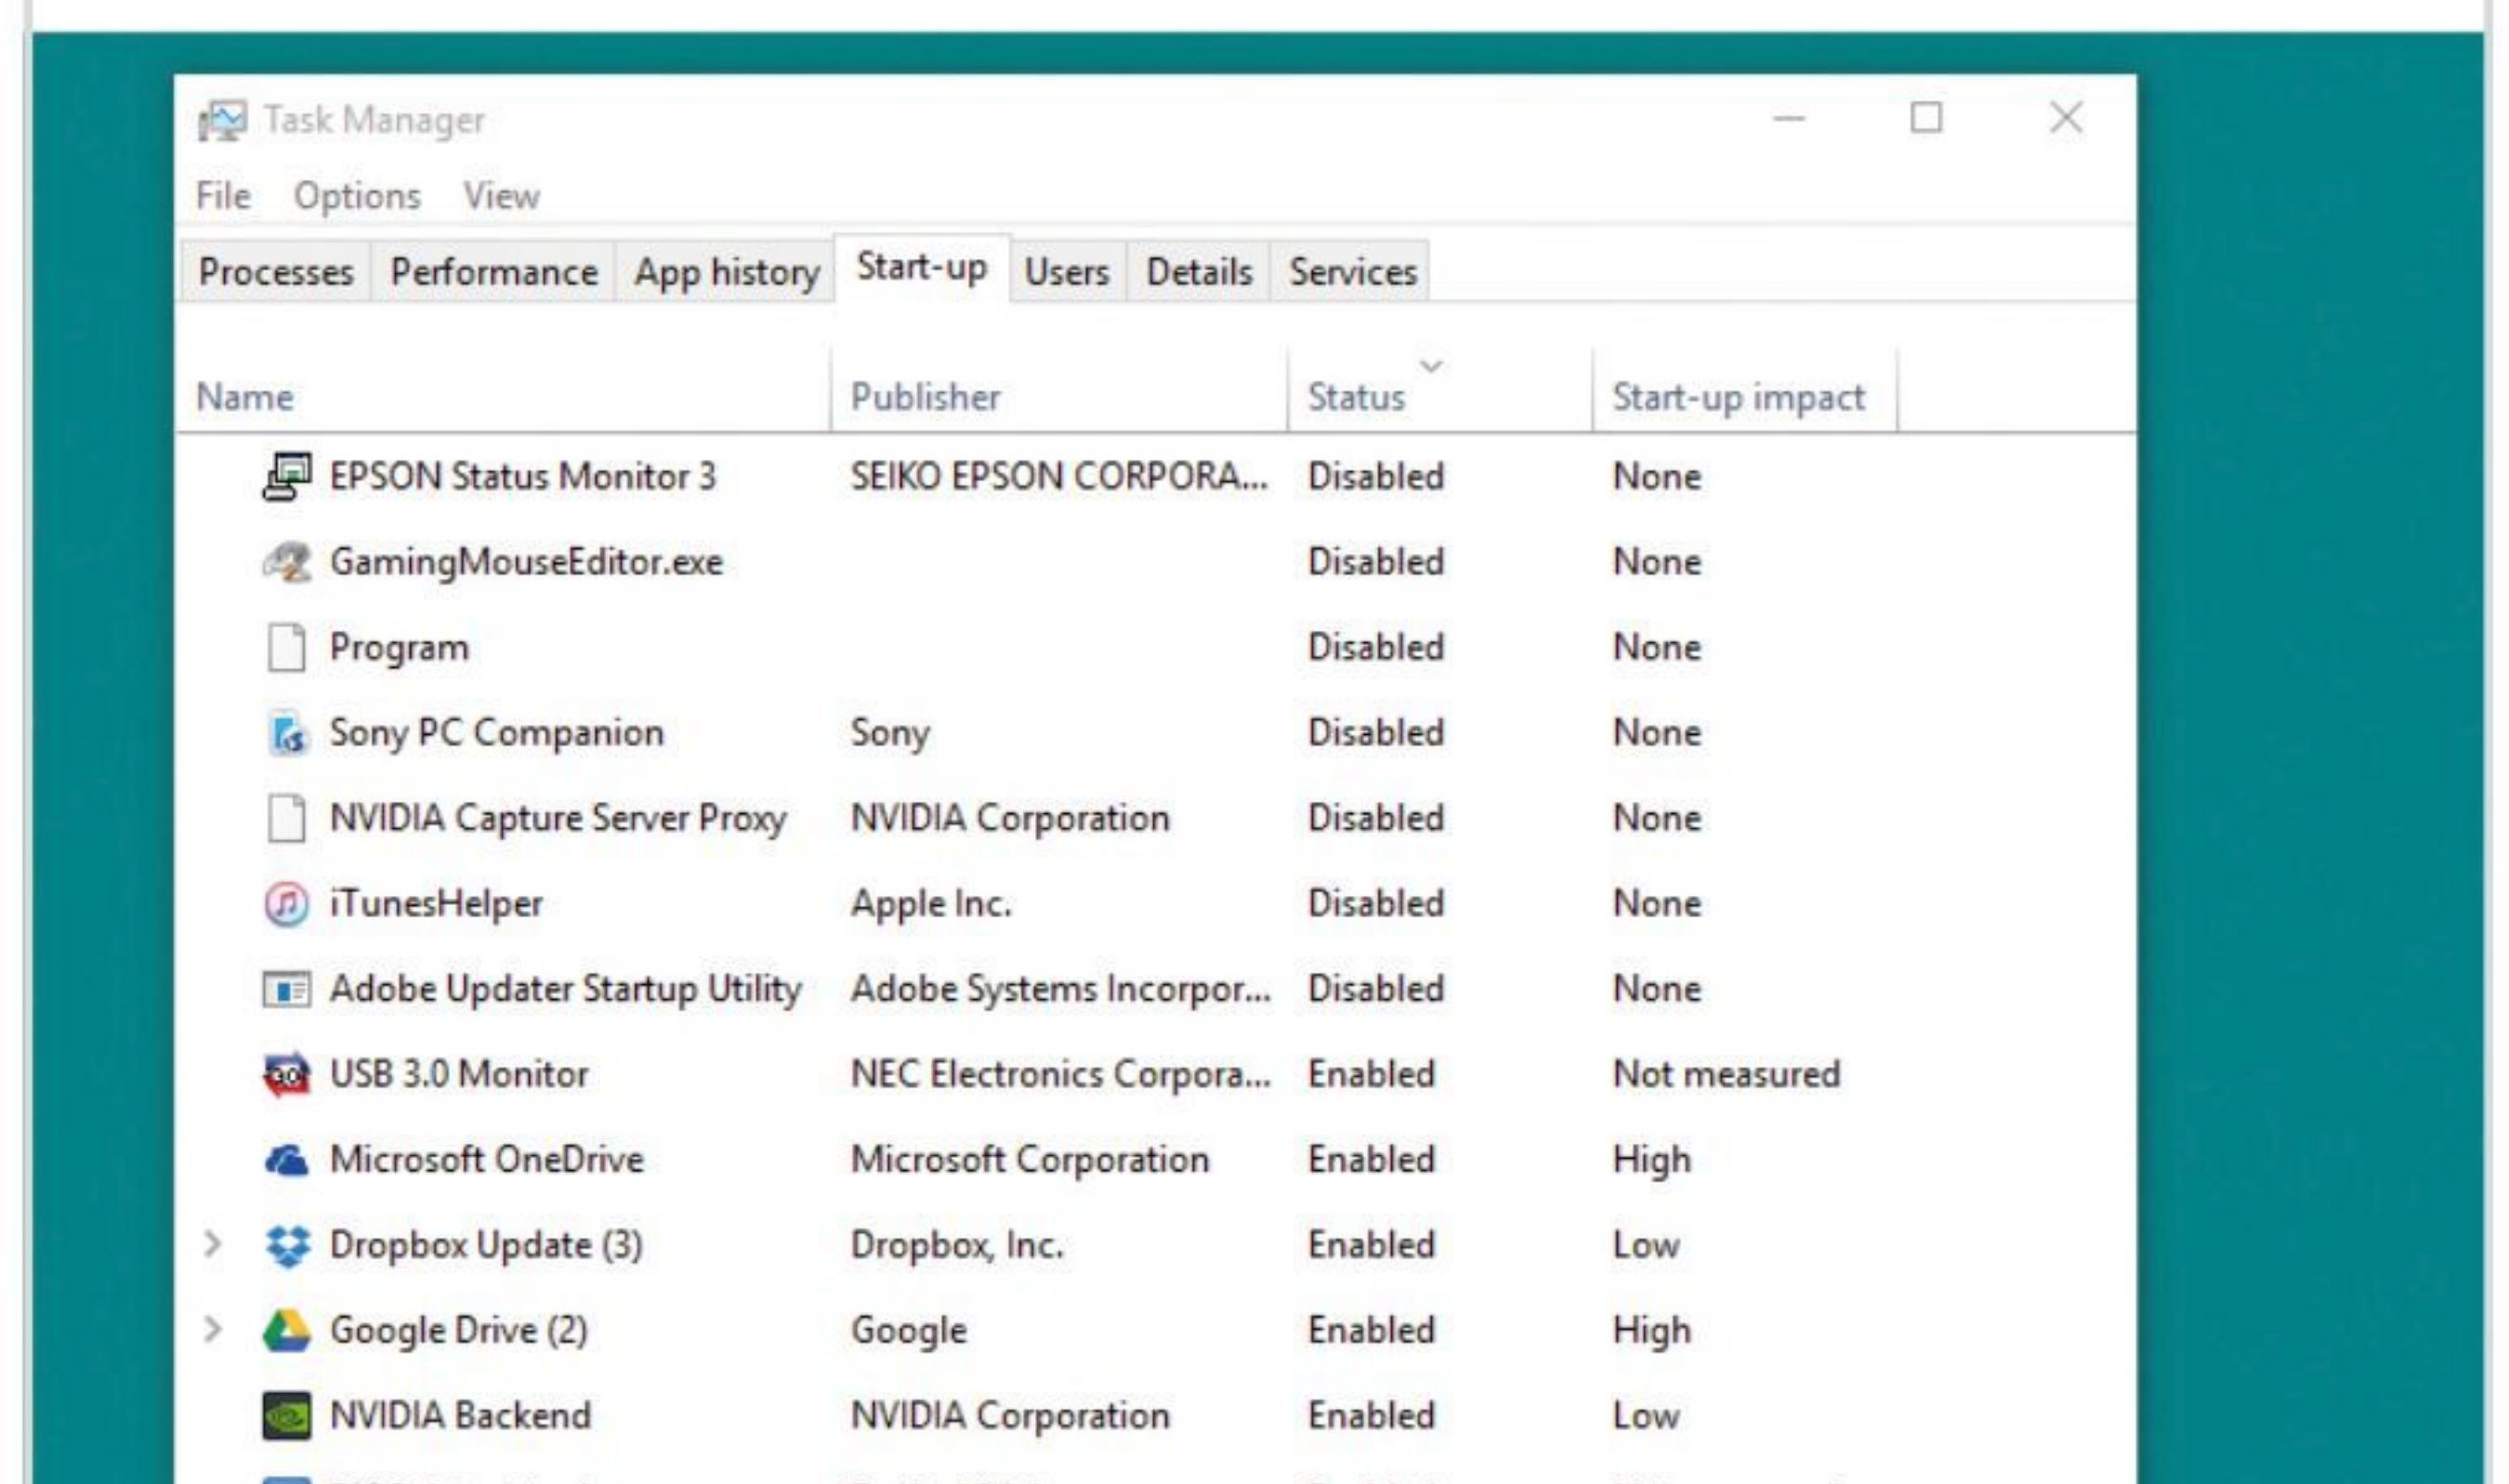 Task Manager
File Options View
Processes Performance App history Start-up Users Details Services
Name Publisher Status Start-up impact
EPSON Status Monitor 3 SEIKO EPSON CORPORA... Disabled None
GamingMouseEditor.exe Disabled None
Program Disabled None
Sony PC Companion Sony Disabled None
NVIDIA Capture Server Proxy NVIDIA Corporation Disabled None
iTunesHelper Apple Inc. Disabled None
Adobe Updater Startup Utility Adobe Systems Incorpor... Disabled None
USB 3.0 Monitor NEC Electronics Corpora... Enabled Not measured
Microsoft OneDrive Microsoft Corporation Enabled High
Dropbox Update (3) Dropbox, Inc. Enabled Low
Google Drive (2) Google Enabled High
NVIDIA Backend NVIDIA Corporation Enabled Low